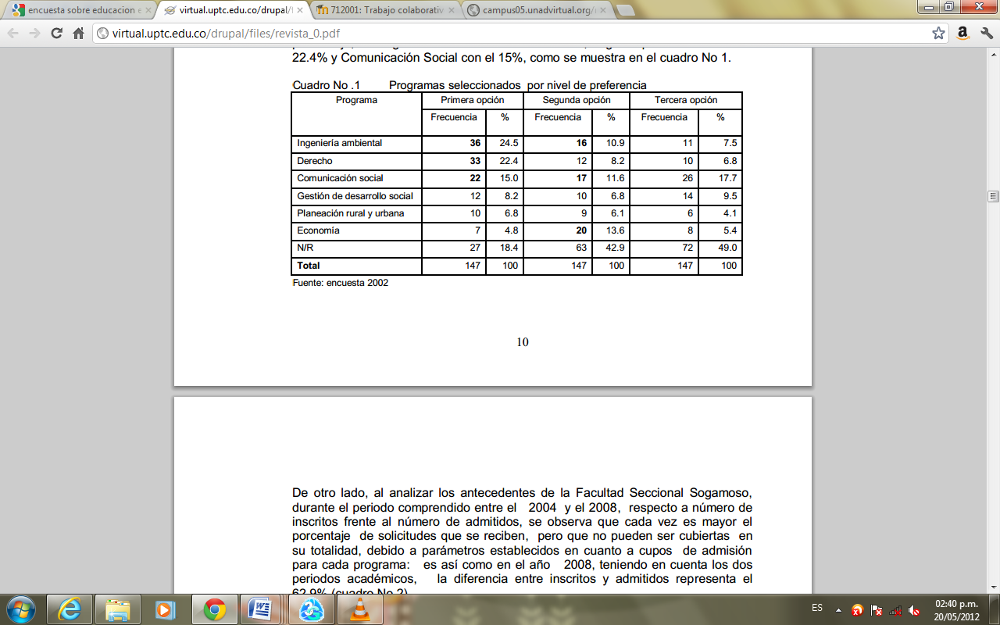 encuesta sobre educacion e
virtual.uptc.edu.co/drupal/f
712001: Trabajo colaborativ
campus05.unadvirtual.org/
virtual.uptc.edu.co/drupal/files/revista_0.pdf
22.4% y Comunicación Social con el 15%, como se muestra en el cuadro No 1.
Cuadro No .1 Programas seleccionados por nivel de preferencia
Programa Primera opción Segunda opción Tercera opción
Frecuencia % Frecuencia % Frecuencia %
Ingeniería ambiental 36 24.5 16 10.9 11 7.5
Derecho 33 22.4 12 8.2 10 6.8
Comunicación social 22 15.0 17 11.6 26 17.7
Gestión de desarrollo social 12 8.2 10 6.8 14 9.5
Planeación rural y urbana 10 6.8 9 6.1 6 4.1
Economía 7 4.8 20 13.6 8 5.4
N/R 27 18.4 63 42.9 72 49.0
Total 147 100 147 100 147 100
Fuente: encuesta 2002
10
De otro lado, al analizar los antecedentes de la Facultad Seccional Sogamoso,
durante el periodo comprendido entre el 2004 y el 2008, respecto a número de
inscritos frente al número de admitidos, se observa que cada vez es mayor el
porcentaje de solicitudes que se reciben, pero que no pueden ser cubiertas en
su totalidad, debido a parámetros establecidos en cuanto a cupos de admisión
para cada programa: es así como en el año 2008, teniendo en cuenta los dos
periodos académicos, la diferencia entre inscritos y admitidos representa el
62.9% (cuadro No 2)
ES
02:40 p.m.
20/05/2012